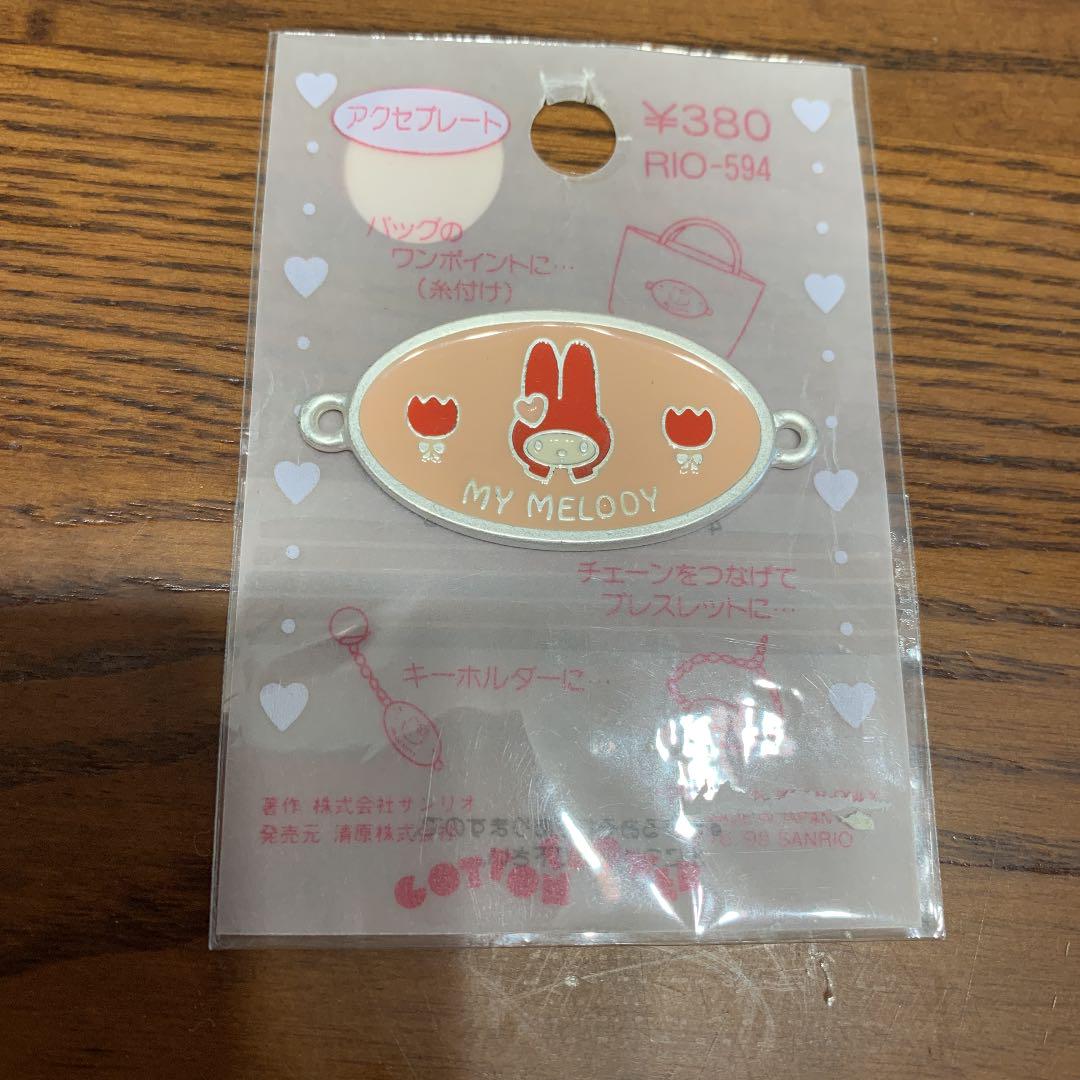 アクセプレート
¥380
RIO-594
バッグの
ワンポイントに…
(糸付け)
MY MELODY
チェーンをつなげて
ブレスレットに…
キーホルダーに…
著作 株式会社サンリオ
発売元 清原株式会社
JAPAN
SANRIO
COTTON